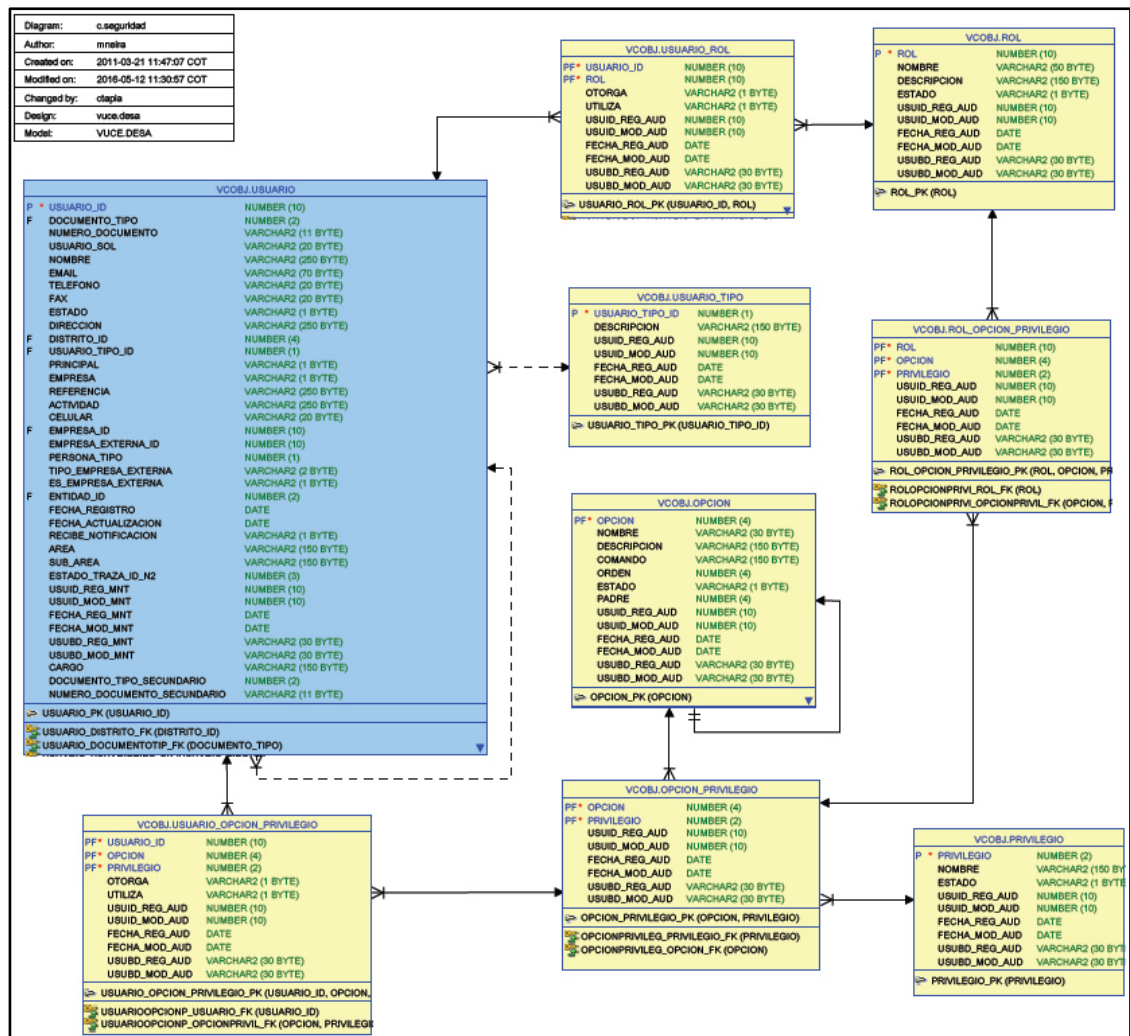 Diagram: c.seguridad
Author: mneira
Created on: 2011-03-21 11:47:07 COT
Modified on: 2016-05-12 11:30:57 COT
Changed by: ctapia
Design: vuce.desa
Model: VUCE.DESA
VCOBJ.USUARIO_ROL
PF* USUARIO_ID NUMBER (10)
PF* ROL NUMBER (10)
OTORGA VARCHAR2 (1 BYTE)
UTILIZA VARCHAR2 (1 BYTE)
USUID_REG_AUD NUMBER (10)
USUID_MOD_AUD NUMBER (10)
FECHA_REG_AUD DATE
FECHA_MOD_AUD DATE
USUBD_REG_AUD VARCHAR2 (30 BYTE)
USUBD_MOD_AUD VARCHAR2 (30 BYTE)
USUARIO_ROL_PK (USUARIO_ID, ROL)
VCOBJ.ROL
P * ROL NUMBER (10)
NOMBRE VARCHAR2 (50 BYTE)
DESCRIPCION VARCHAR2 (150 BYTE)
ESTADO VARCHAR2 (1 BYTE)
USUID_REG_AUD NUMBER (10)
USUID_MOD_AUD NUMBER (10)
FECHA_REG_AUD DATE
FECHA_MOD_AUD DATE
USUBD_REG_AUD VARCHAR2 (30 BYTE)
USUBD_MOD_AUD VARCHAR2 (30 BYTE)
ROL_PK (ROL)
VCOBJ.USUARIO
P * USUARIO_ID NUMBER (10)
F DOCUMENTO_TIPO NUMBER (2)
NUMERO_DOCUMENTO VARCHAR2 (11 BYTE)
USUARIO_SOL VARCHAR2 (20 BYTE)
NOMBRE VARCHAR2 (250 BYTE)
EMAIL VARCHAR2 (70 BYTE)
TELEFONO VARCHAR2 (20 BYTE)
FAX VARCHAR2 (20 BYTE)
ESTADO VARCHAR2 (1 BYTE)
DIRECCION VARCHAR2 (250 BYTE)
F DISTRITO_ID NUMBER (4)
F USUARIO_TIPO_ID NUMBER (1)
PRINCIPAL VARCHAR2 (1 BYTE)
EMPRESA VARCHAR2 (1 BYTE)
REFERENCIA VARCHAR2 (250 BYTE)
ACTIVIDAD VARCHAR2 (250 BYTE)
CELULAR VARCHAR2 (20 BYTE)
F EMPRESA_ID NUMBER (10)
EMPRESA_EXTERNA_ID NUMBER (10)
PERSONA_TIPO NUMBER (1)
TIPO_EMPRESA_EXTERNA VARCHAR2 (2 BYTE)
ES_EMPRESA_EXTERNA VARCHAR2 (1 BYTE)
F ENTIDAD_ID NUMBER (2)
FECHA_REGISTRO DATE
FECHA_ACTUALIZACION DATE
RECIBE_NOTIFICACION VARCHAR2 (1 BYTE)
AREA VARCHAR2 (150 BYTE)
SUB_AREA VARCHAR2 (150 BYTE)
ESTADO_TRAZA_ID_N2 NUMBER (3)
USUID_REG_MNT NUMBER (10)
USUID_MOD_MNT NUMBER (10)
FECHA_REG_MNT DATE
FECHA_MOD_MNT DATE
USUBD_REG_MNT VARCHAR2 (30 BYTE)
USUBD_MOD_MNT VARCHAR2 (30 BYTE)
CARGO VARCHAR2 (150 BYTE)
DOCUMENTO_TIPO_SECUNDARIO NUMBER (2)
NUMERO_DOCUMENTO_SECUNDARIO VARCHAR2 (11 BYTE)
USUARIO_PK (USUARIO_ID)
USUARIO_DISTRITO_FK (DISTRITO_ID)
USUARIO_DOCUMENTOTIP_FK (DOCUMENTO_TIPO)
VCOBJ.USUARIO_TIPO
P * USUARIO_TIPO_ID NUMBER (1)
DESCRIPCION VARCHAR2 (150 BYTE)
USUID_REG_AUD NUMBER (10)
USUID_MOD_AUD NUMBER (10)
FECHA_REG_AUD DATE
FECHA_MOD_AUD DATE
USUBD_REG_AUD VARCHAR2 (30 BYTE)
USUBD_MOD_AUD VARCHAR2 (30 BYTE)
USUARIO_TIPO_PK (USUARIO_TIPO_ID)
VCOBJ.ROL_OPCION_PRIVILEGIO
PF* ROL NUMBER (10)
PF* OPCION NUMBER (4)
PF* PRIVILEGIO NUMBER (2)
USUID_REG_AUD NUMBER (10)
USUID_MOD_AUD NUMBER (10)
FECHA_REG_AUD DATE
FECHA_MOD_AUD DATE
USUBD_REG_AUD VARCHAR2 (30 BYTE)
USUBD_MOD_AUD VARCHAR2 (30 BYTE)
ROL_OPCION_PRIVILEGIO_PK (ROL, OPCION, PR
ROLOPCIONPRIVI_ROL_FK (ROL)
ROLOPCIONPRIVI_OPCIONPRIVIL_FK (OPCION, F
VCOBJ.OPCION
PF* OPCION NUMBER (4)
NOMBRE VARCHAR2 (30 BYTE)
DESCRIPCION VARCHAR2 (150 BYTE)
COMANDO VARCHAR2 (150 BYTE)
ORDEN NUMBER (4)
ESTADO VARCHAR2 (1 BYTE)
PADRE NUMBER (4)
USUID_REG_AUD NUMBER (10)
USUID_MOD_AUD NUMBER (10)
FECHA_REG_AUD DATE
FECHA_MOD_AUD DATE
USUBD_REG_AUD VARCHAR2 (30 BYTE)
USUBD_MOD_AUD VARCHAR2 (30 BYTE)
OPCION_PK (OPCION)
VCOBJ.USUARIO_OPCION_PRIVILEGIO
PF* USUARIO_ID NUMBER (10)
PF* OPCION NUMBER (4)
PF* PRIVILEGIO NUMBER (2)
OTORGA VARCHAR2 (1 BYTE)
UTILIZA VARCHAR2 (1 BYTE)
USUID_REG_AUD NUMBER (10)
USUID_MOD_AUD NUMBER (10)
FECHA_REG_AUD DATE
FECHA_MOD_AUD DATE
USUBD_REG_AUD VARCHAR2 (30 BYTE)
USUBD_MOD_AUD VARCHAR2 (30 BYTE)
USUARIO_OPCION_PRIVILEGIO_PK (USUARIO_ID, OPCION,
USUARIOOPCIONP_USUARIO_FK (USUARIO_ID)
USUARIOOPCIONP_OPCIONPRIVIL_FK (OPCION, PRIVILEGI
VCOBJ.OPCION_PRIVILEGIO
PF* OPCION NUMBER (4)
PF* PRIVILEGIO NUMBER (2)
USUID_REG_AUD NUMBER (10)
USUID_MOD_AUD NUMBER (10)
FECHA_REG_AUD DATE
FECHA_MOD_AUD DATE
USUBD_REG_AUD VARCHAR2 (30 BYTE)
USUBD_MOD_AUD VARCHAR2 (30 BYTE)
OPCION_PRIVILEGIO_PK (OPCION, PRIVILEGIO)
OPCIONPRIVILEG_PRIVILEGIO_FK (PRIVILEGIO)
OPCIONPRIVILEG_OPCION_FK (OPCION)
VCOBJ.PRIVILEGIO
P * PRIVILEGIO NUMBER (2)
NOMBRE VARCHAR2 (150 BY
ESTADO VARCHAR2 (1 BYTE
USUID_REG_AUD NUMBER (10)
USUID_MOD_AUD NUMBER (10)
FECHA_REG_AUD DATE
FECHA_MOD_AUD DATE
USUBD_REG_AUD VARCHAR2 (30 BYT
USUBD_MOD_AUD VARCHAR2 (30 BYT
PRIVILEGIO_PK (PRIVILEGIO)